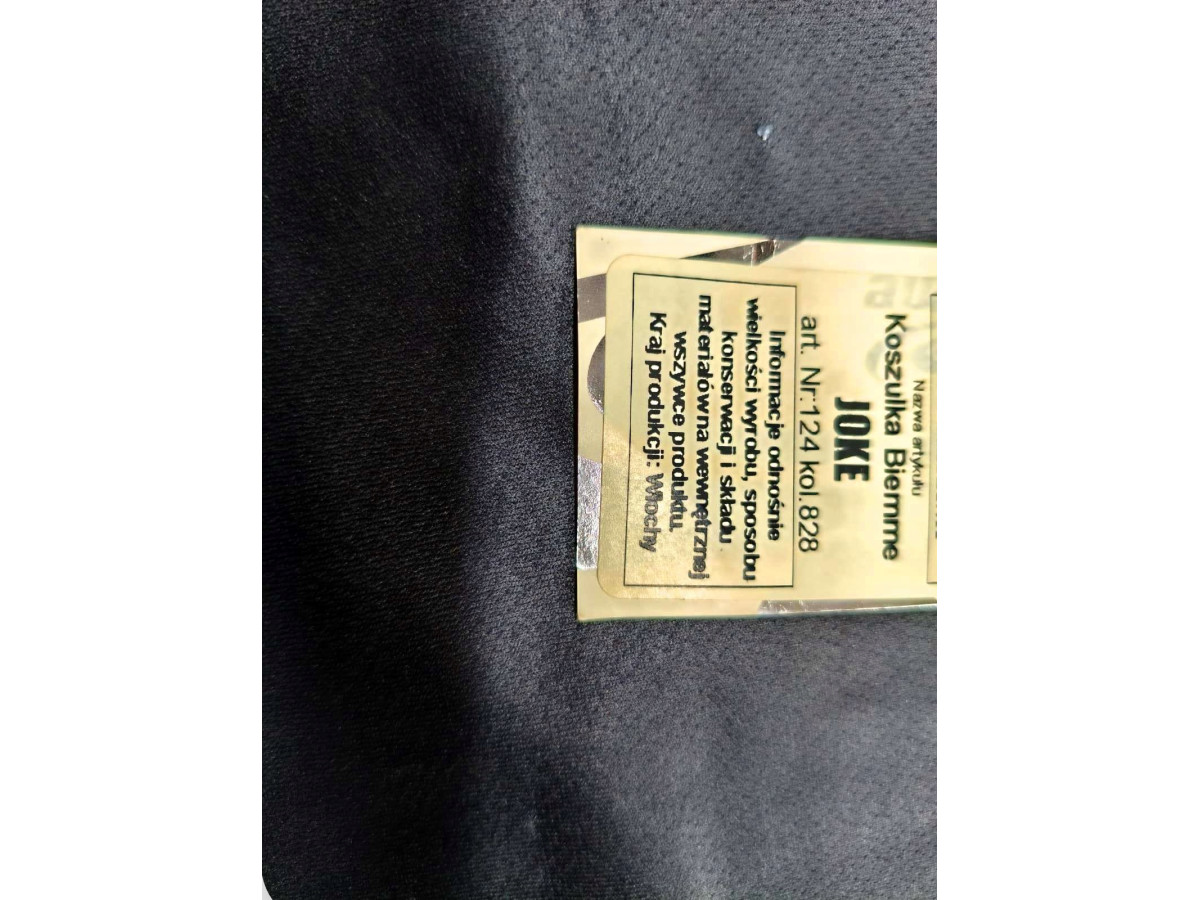 Nazwa artykułu
Koszulka Biemme
JOKE
art. Nr:124 kol.828
Informacje odnośnie
wielkości wyrobu, sposobu
konserwacji i składu
materiałów na wewnętrznej
wszywce produktu.
Kraj produkcji: Włochy